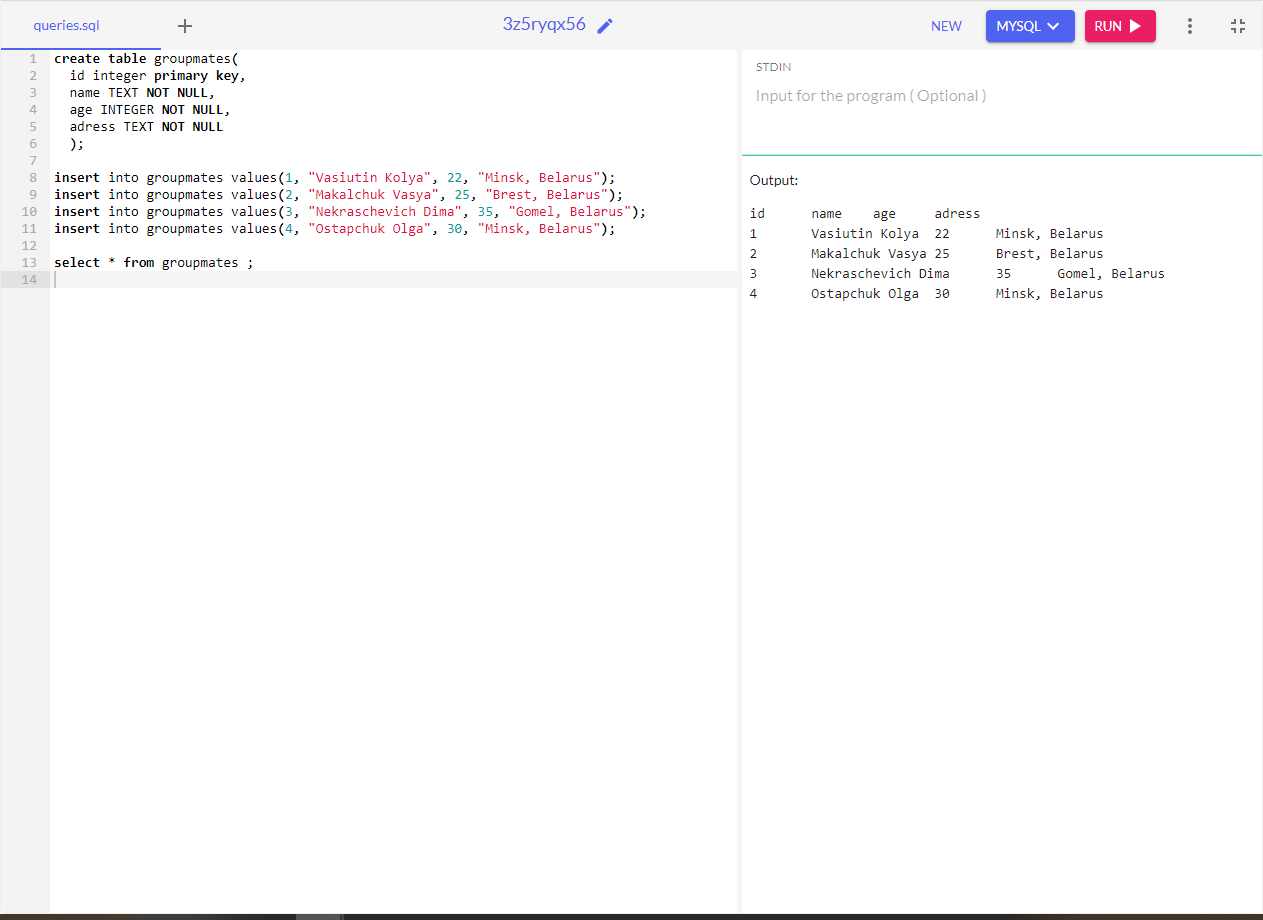 queries.sql + 3z5ryqx56 NEW MYSQL RUN
1 create table groupmates(
2 id integer primary key,
3 name TEXT NOT NULL,
4 age INTEGER NOT NULL,
5 adress TEXT NOT NULL
6 );
7
8 insert into groupmates values(1, "Vasiutin Kolya", 22, "Minsk, Belarus");
9 insert into groupmates values(2, "Makalchuk Vasya", 25, "Brest, Belarus");
10 insert into groupmates values(3, "Nekraschevich Dima", 35, "Gomel, Belarus");
11 insert into groupmates values(4, "Ostapchuk Olga", 30, "Minsk, Belarus");
12
13 select * from groupmates ;
14
STDIN
Input for the program ( Optional )
Output:
id name age adress
1 Vasiutin Kolya 22 Minsk, Belarus
2 Makalchuk Vasya 25 Brest, Belarus
3 Nekraschevich Dima 35 Gomel, Belarus
4 Ostapchuk Olga 30 Minsk, Belarus